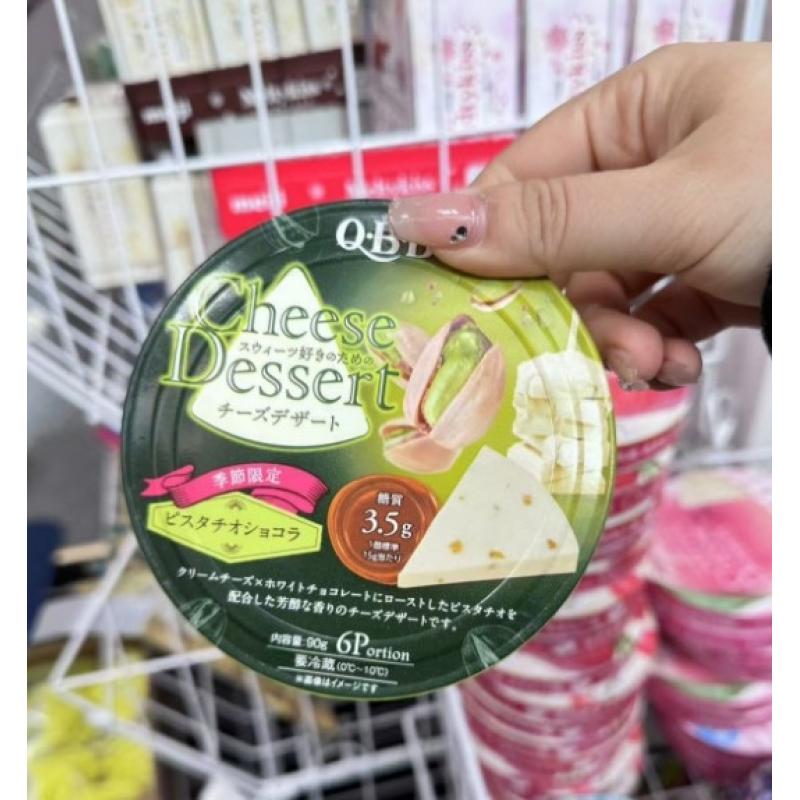 meiji
Q·B·B
Cheese
スウィーツ好きのための
Dessert
チーズデザート
季節限定
ピスタチオショコラ
糖質
3.5g
1個標準
15g当たり
クリームチーズ×ホワイトチョコレートにローストしたピスタチオを
配合した芳醇な香りのチーズデザートです。
内容量:90g 6Portion
要冷蔵(0℃~10℃)
※画像はイメージです